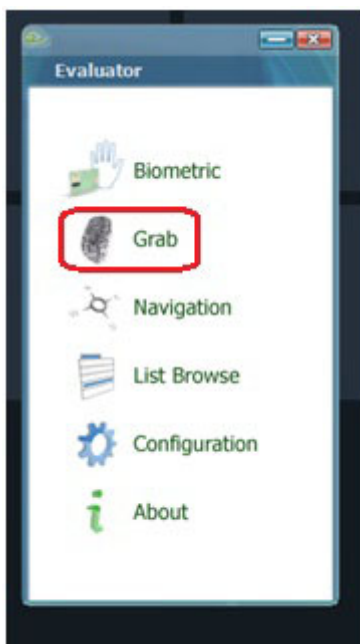 Evaluator
Biometric
Grab
Navigation
List Browse
Configuration
About